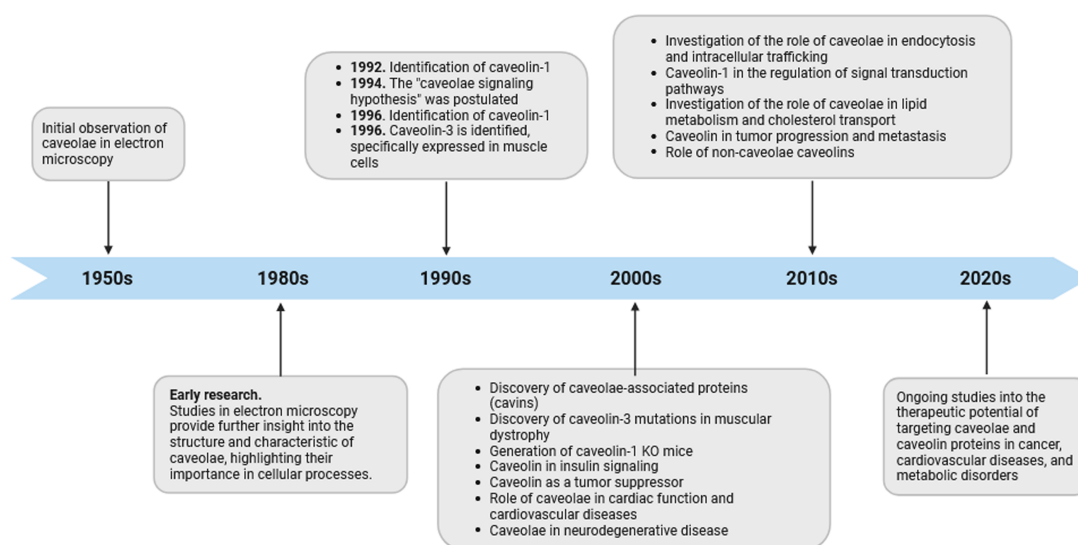 Initial observation of
caveolae in electron
microscopy
• 1992. Identification of caveolin-1
• 1994. The "caveolae signaling
hypothesis" was postulated
• 1996. Identification of caveolin-1
• 1996. Caveolin-3 is identified,
specifically expressed in muscle
cells
• Investigation of the role of caveolae in endocytosis
and intracellular trafficking
• Caveolin-1 in the regulation of signal transduction
pathways
• Investigation of the role of caveolae in lipid
metabolism and cholesterol transport
• Caveolin in tumor progression and metastasis
• Role of non-caveolae caveolins
1950s
1980s
1990s
2000s
2010s
2020s
Early research.
Studies in electron microscopy
provide further insight into the
structure and characteristic of
caveolae, highlighting their
importance in cellular processes.
• Discovery of caveolae-associated proteins
(cavins)
• Discovery of caveolin-3 mutations in muscular
dystrophy
• Generation of caveolin-1 KO mice
• Caveolin in insulin signaling
• Caveolin as a tumor suppressor
• Role of caveolae in cardiac function and
cardiovascular diseases
• Caveolae in neurodegenerative disease
Ongoing studies into the
therapeutic potential of
targeting caveolae and
caveolin proteins in cancer,
cardiovascular diseases, and
metabolic disorders